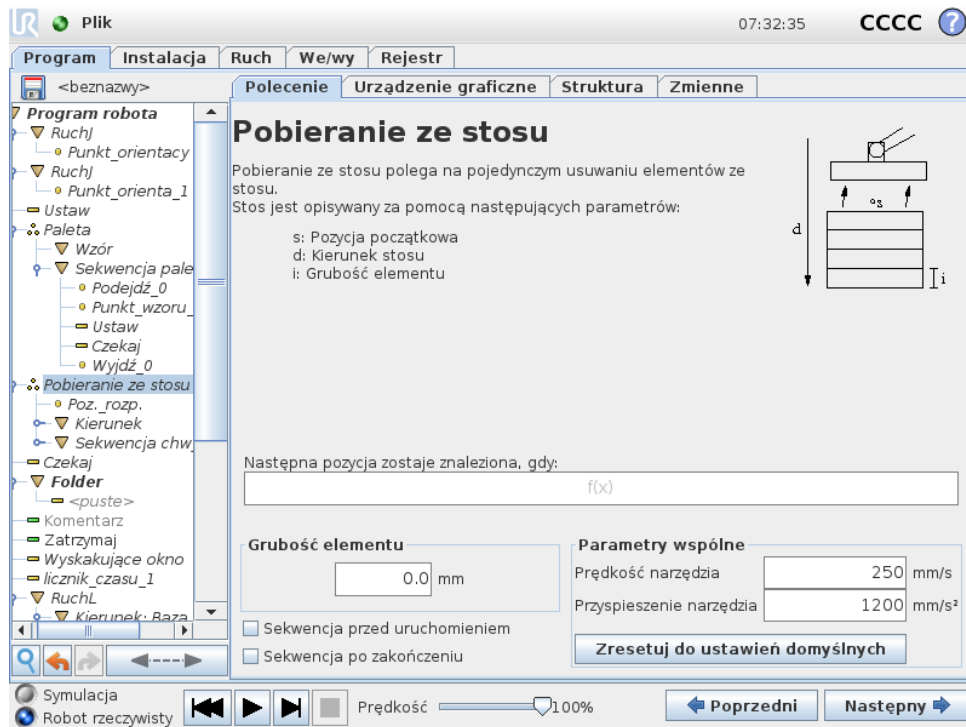 UR Plik 07:32:35 CCCC ?
Program Instalacja Ruch We/wy Rejestr
<beznazwy>
Polecenie Urządzenie graficzne Struktura Zmienne
Program robota
RuchJ
Punkt_orientacy
RuchJ
Punkt_orienta_1
Ustaw
Paleta
Wzór
Sekwencja pale
Podejdź_0
Punkt_wzoru_
Ustaw
Czekaj
Wyjdź_0
Pobieranie ze stosu
Poz._rozp.
Kierunek
Sekwencja chw
Czekaj
Folder
<puste>
Komentarz
Zatrzymaj
Wyskakujące okno
licznik_czasu_1
RuchL
Kierunek: Baza
Pobieranie ze stosu
Pobieranie ze stosu polega na pojedynczym usuwaniu elementów ze
stosu.
Stos jest opisywany za pomocą następujących parametrów:
s: Pozycja początkowa
d: Kierunek stosu
i: Grubość elementu
s
d
i
Następna pozycja zostaje znaleziona, gdy:
f(x)
Grubość elementu
0.0 mm
Sekwencja przed uruchomieniem
Sekwencja po zakończeniu
Parametry wspólne
Prędkość narzędzia 250 mm/s
Przyspieszenie narzędzia 1200 mm/s²
Zresetuj do ustawień domyślnych
Symulacja
Robot rzeczywisty
Prędkość 100%
Poprzedni Następny